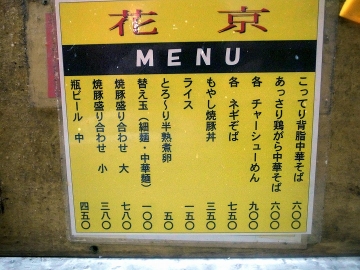 花京
MENU
こってり背脂中華そば 六〇〇
あっさり鶏がら中華そば 六〇〇
各 チャーシューめん 九〇〇
各 ネギそば 七五〇
もやし焼豚丼 三五〇
ライス 一五〇
とろ〜り半熟煮卵 五〇
替え玉（細麺・中華麺） 一〇〇
焼豚盛り合わせ 大 七八〇
焼豚盛り合わせ 小 三八〇
瓶ビール 中 四五〇